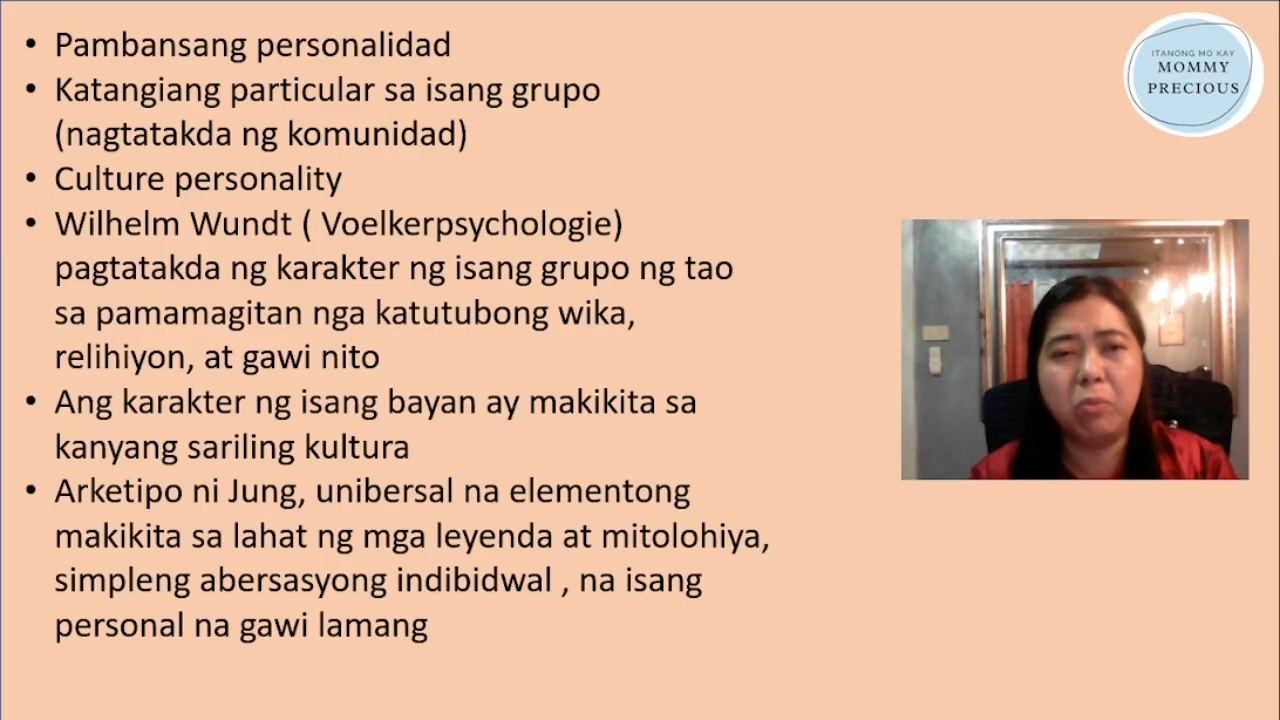 • Pambansang personalidad
• Katangiang particular sa isang grupo
(nagtatakda ng komunidad)
• Culture personality
• Wilhelm Wundt ( Voelkerpsychologie)
pagtatakda ng karakter ng isang grupo ng tao
sa pamamagitan nga katutubong wika,
relihiyon, at gawi nito
• Ang karakter ng isang bayan ay makikita sa
kanyang sariling kultura
• Arketipo ni Jung, unibersal na elementong
makikita sa lahat ng mga leyenda at mitolohiya,
simpleng abersasyong indibidwal , na isang
personal na gawi lamang
ITANONG MO KAY
MOMMY
PRECIOUS